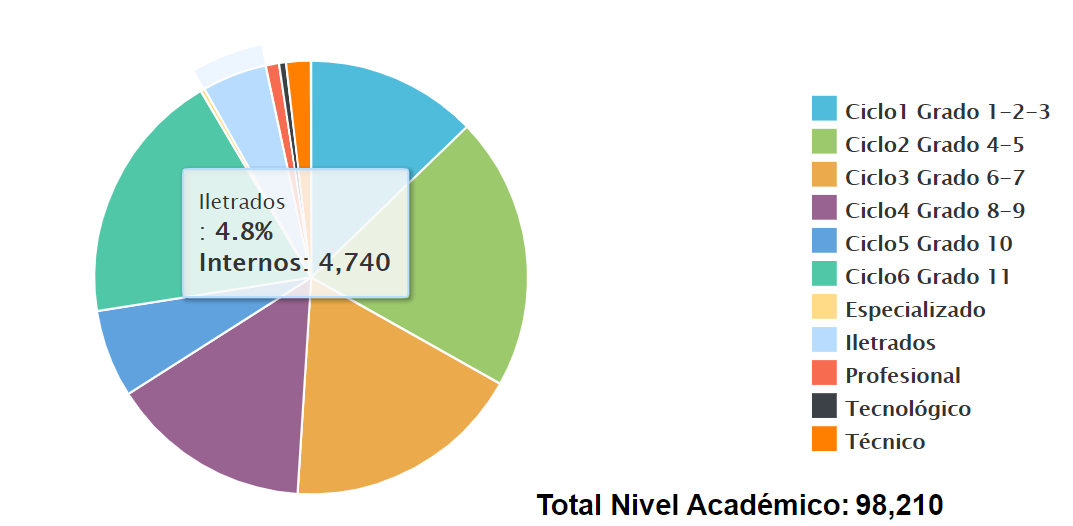 Iletrados
: 4.8%
Internos: 4,740
Ciclo1 Grado 1-2-3
Ciclo2 Grado 4-5
Ciclo3 Grado 6-7
Ciclo4 Grado 8-9
Ciclo5 Grado 10
Ciclo6 Grado 11
Especializado
Iletrados
Profesional
Tecnológico
Técnico
Total Nivel Académico: 98,210